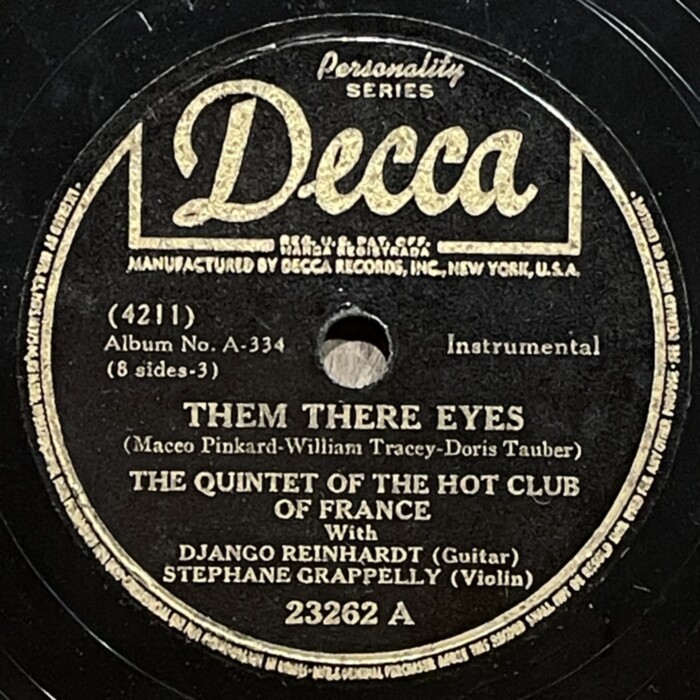 Personality
SERIES
Decca
REG. U.S. PAT. OFF.
MARCA REGISTRADA
MANUFACTURED BY DECCA RECORDS, INC., NEW YORK, U.S.A.
(4211)
Album No. A-334
Instrumental
(8 sides-3)
THEM THERE EYES
(Maceo Pinkard-William Tracey-Doris Tauber)
THE QUINTET OF THE HOT CLUB
OF FRANCE
With
DJANGO REINHARDT (Guitar)
STEPHANE GRAPPELLY (Violin)
23262 A